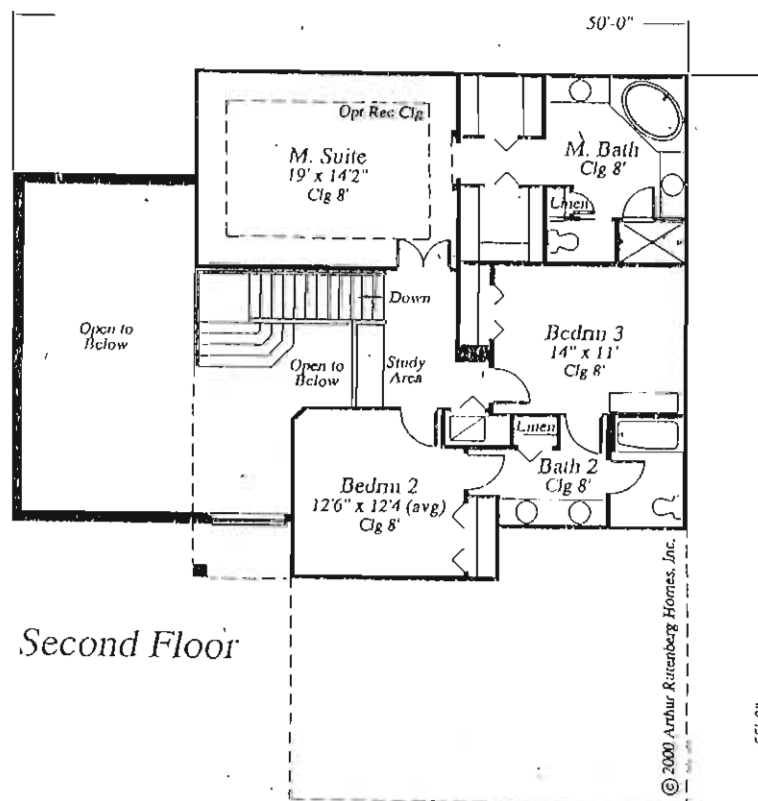 50'-0"
Opt Rec Clg
M. Suite
19' x 14'2"
Clg 8'
M. Bath
Clg 8'
Linen
Down
Open to
Below
Open to
Below
Study
Area
Bedrm 3
14" x 11'
Clg 8'
Linen
Bath 2
Clg 8'
Bedrm 2
12'6" x 12'4 (avg)
Clg 8'
Second Floor
© 2000 Arthur Rutenberg Homes, Inc.